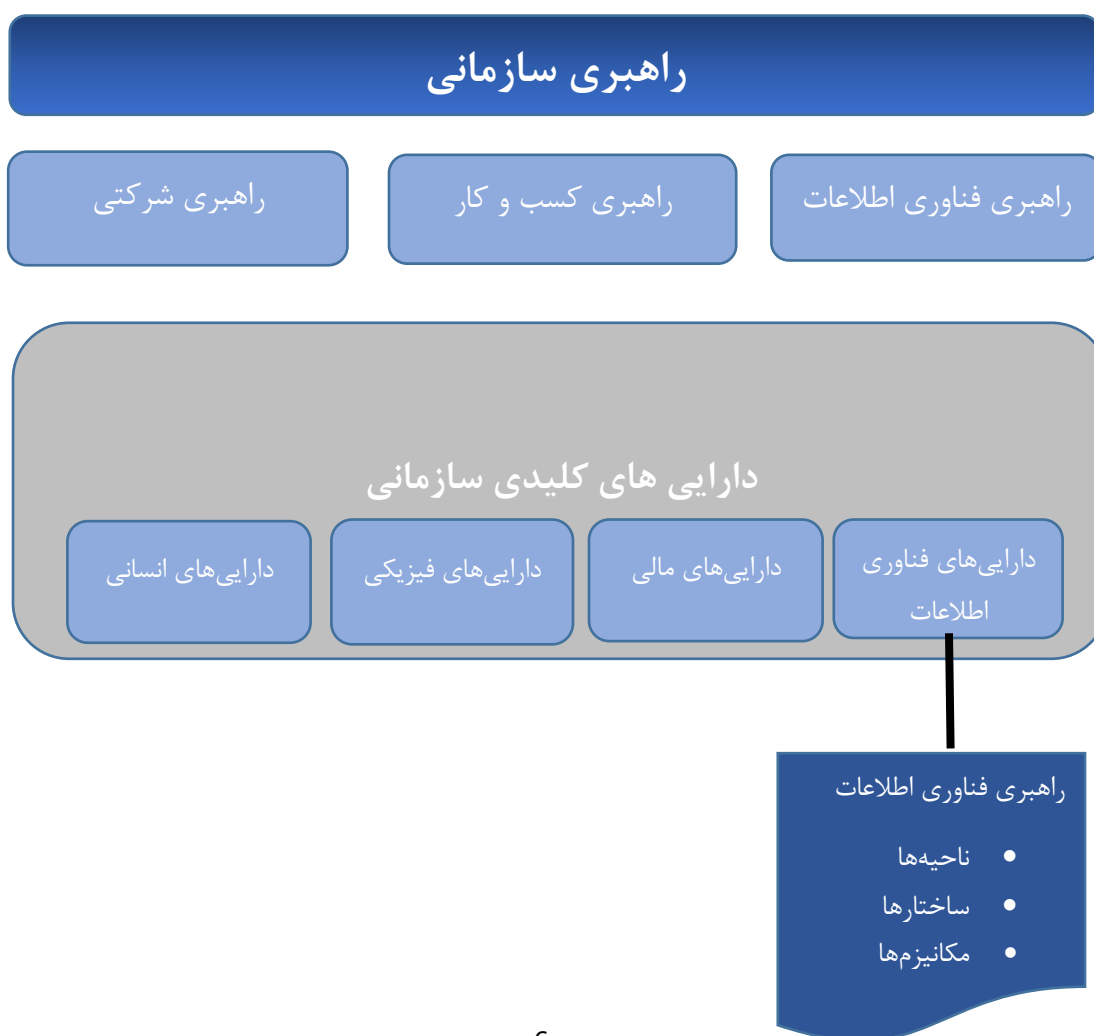 راهبری سازمانی
راهبری فناوری اطلاعات
راهبری کسب و کار
راهبری شرکتی
دارایی های کلیدی سازمانی
دارایی‌های فناوری
اطلاعات
دارایی‌های مالی
دارایی‌های فیزیکی
دارایی‌های انسانی
راهبری فناوری اطلاعات
• ناحیه‌ها
• ساختارها
• مکانیزم‌ها